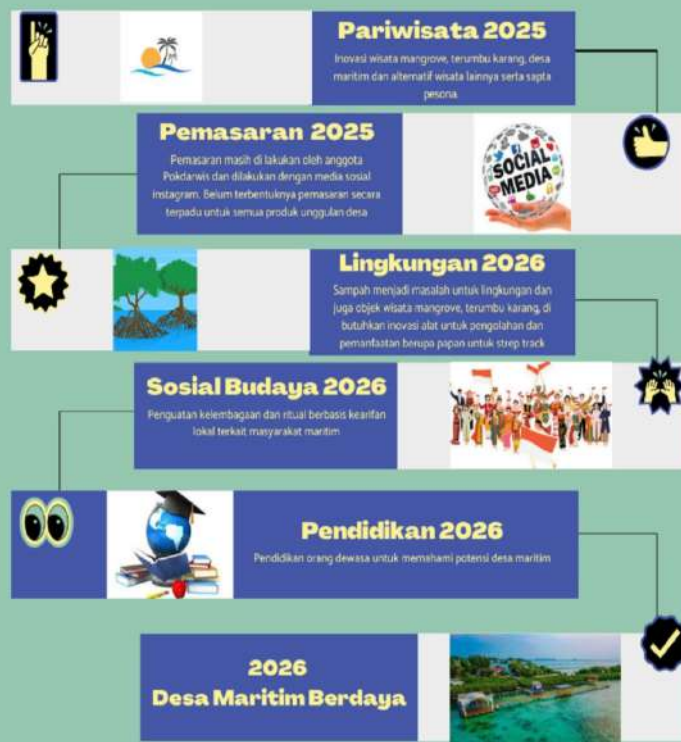 Pariwisata 2025
Inovasi wisata mangrove, terumbu karang, desa
maritim dan alternatif wisata lainnya serta sapta
pesona.
Pemasaran 2025
Pemasaran masih di lakukan oleh anggota
Pokdarwis dan dilakukan dengan media sosial
instagram. Belum terbentuknya pemasaran secara
terpadu untuk semua produk unggulan desa
SOCIAL
MEDIA
Lingkungan 2026
Sampah menjadi masalah untuk lingkungan dan
juga objek wisata mangrove, terumbu karang, di
butuhkan inovasi alat untuk pengolahan dan
pemanfaatan berupa papan untuk strep track
Sosial Budaya 2026
Penguatan kelembagaan dan ritual berbasis kearifan
lokal terkait masyarakat maritim
Pendidikan 2026
Pendidikan orang dewasa untuk memahami potensi desa maritim
2026
Desa Maritim Berdaya